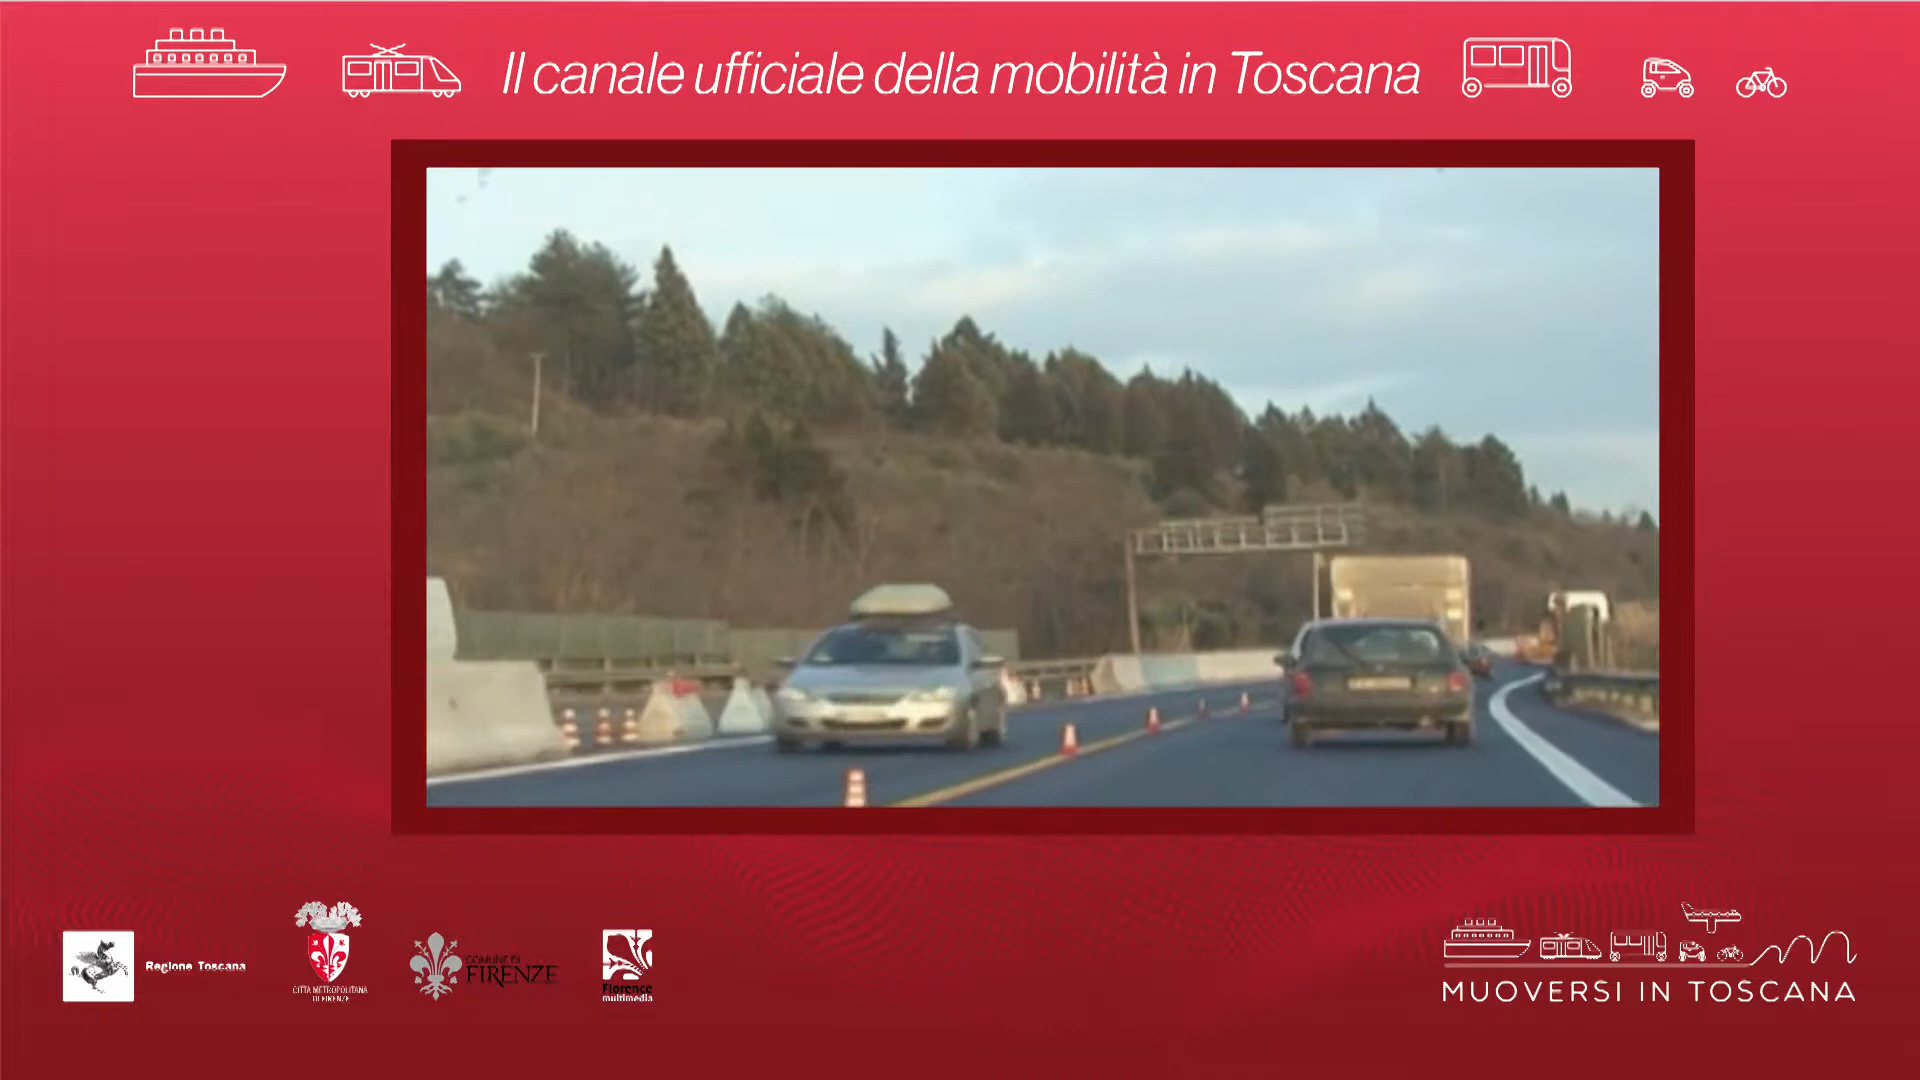 Il canale ufficiale della mobilità in Toscana
Regione Toscana
CITTÀ METROPOLITANA
DI FIRENZE
COMUNE DI
FIRENZE
Florence
multimedia
MUOVERSI IN TOSCANA